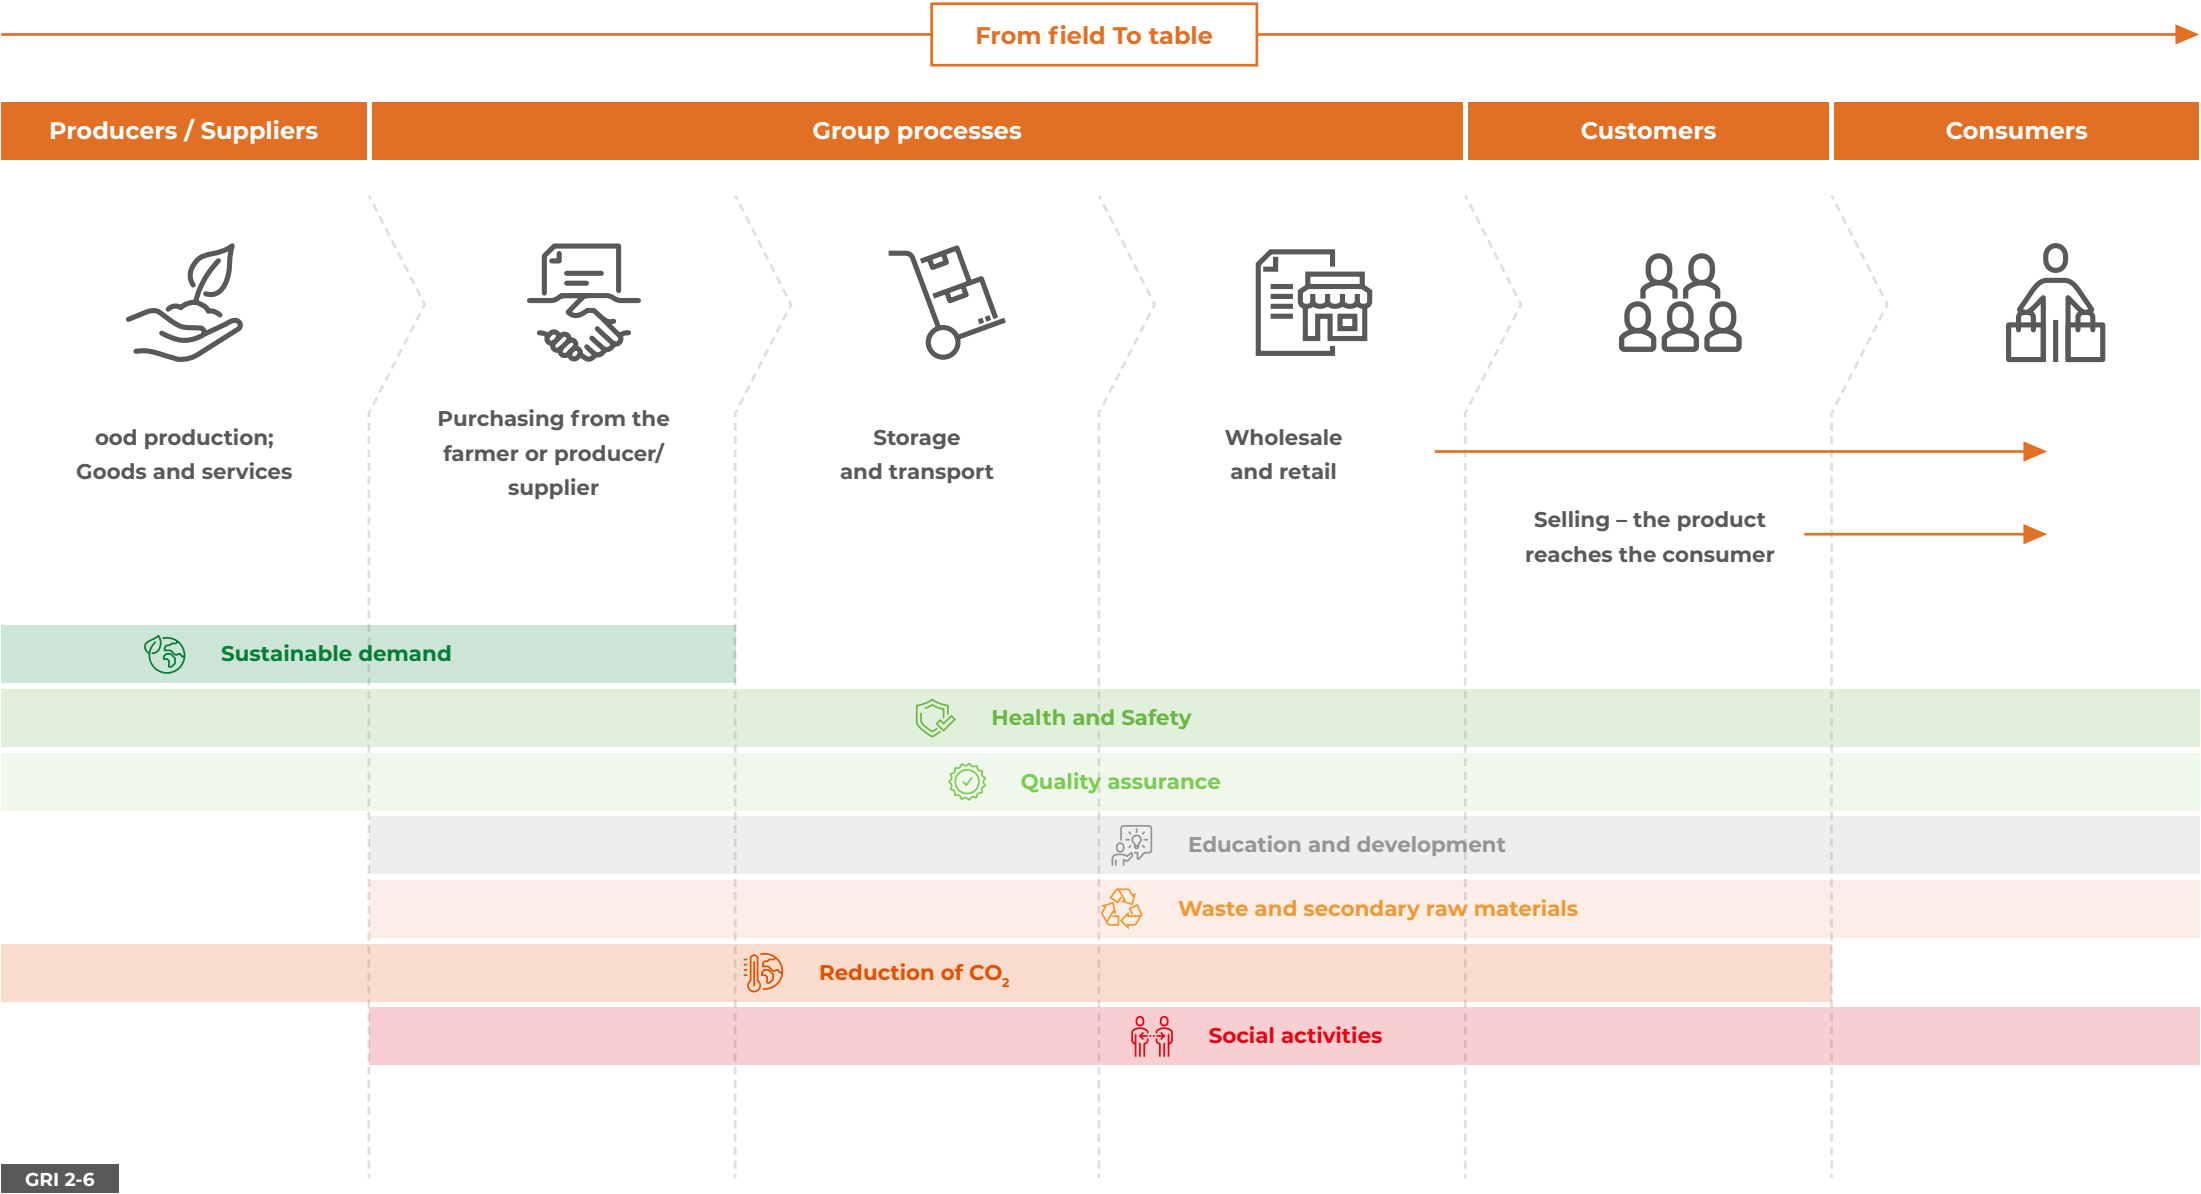 From field To table
Producers / Suppliers
Group processes
Customers
Consumers
ood production;
Goods and services
Purchasing from the
farmer or producer/
supplier
Storage
and transport
Wholesale
and retail
Selling – the product
reaches the consumer
Sustainable demand
Health and Safety
Quality assurance
Education and development
Waste and secondary raw materials
Reduction of CO₂
Social activities
GRI 2-6